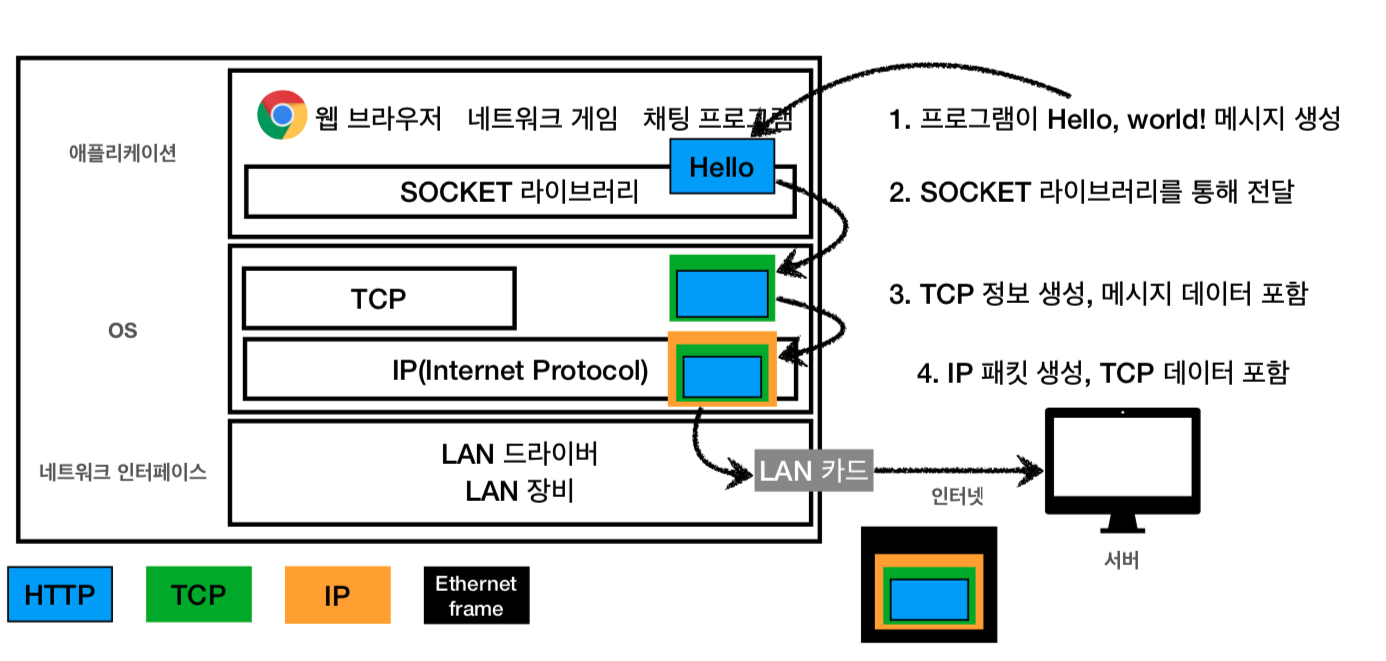 애플리케이션
웹 브라우저 네트워크 게임 채팅 프로그램
Hello
SOCKET 라이브러리
1. 프로그램이 Hello, world! 메시지 생성
2. SOCKET 라이브러리를 통해 전달
OS
TCP
IP(Internet Protocol)
3. TCP 정보 생성, 메시지 데이터 포함
4. IP 패킷 생성, TCP 데이터 포함
네트워크 인터페이스
LAN 드라이버
LAN 장비
LAN 카드
인터넷
서버
HTTP
TCP
IP
Ethernet
frame